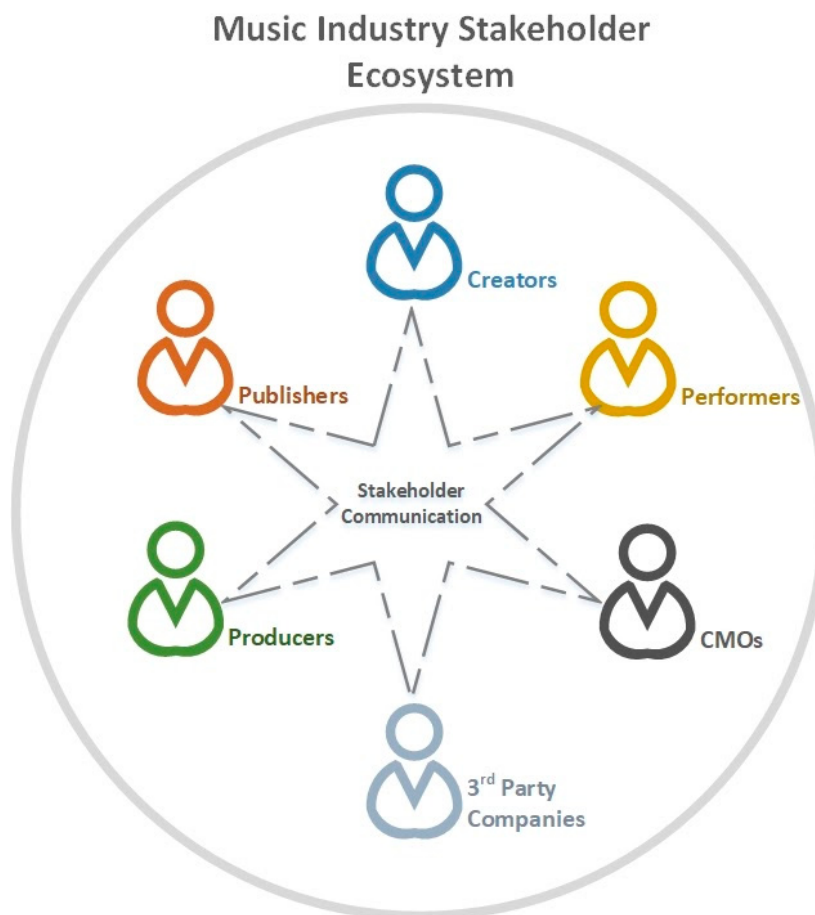 Music Industry Stakeholder
Ecosystem
Creators
Publishers
Performers
Stakeholder
Communication
Producers
CMOs
3rd Party
Companies